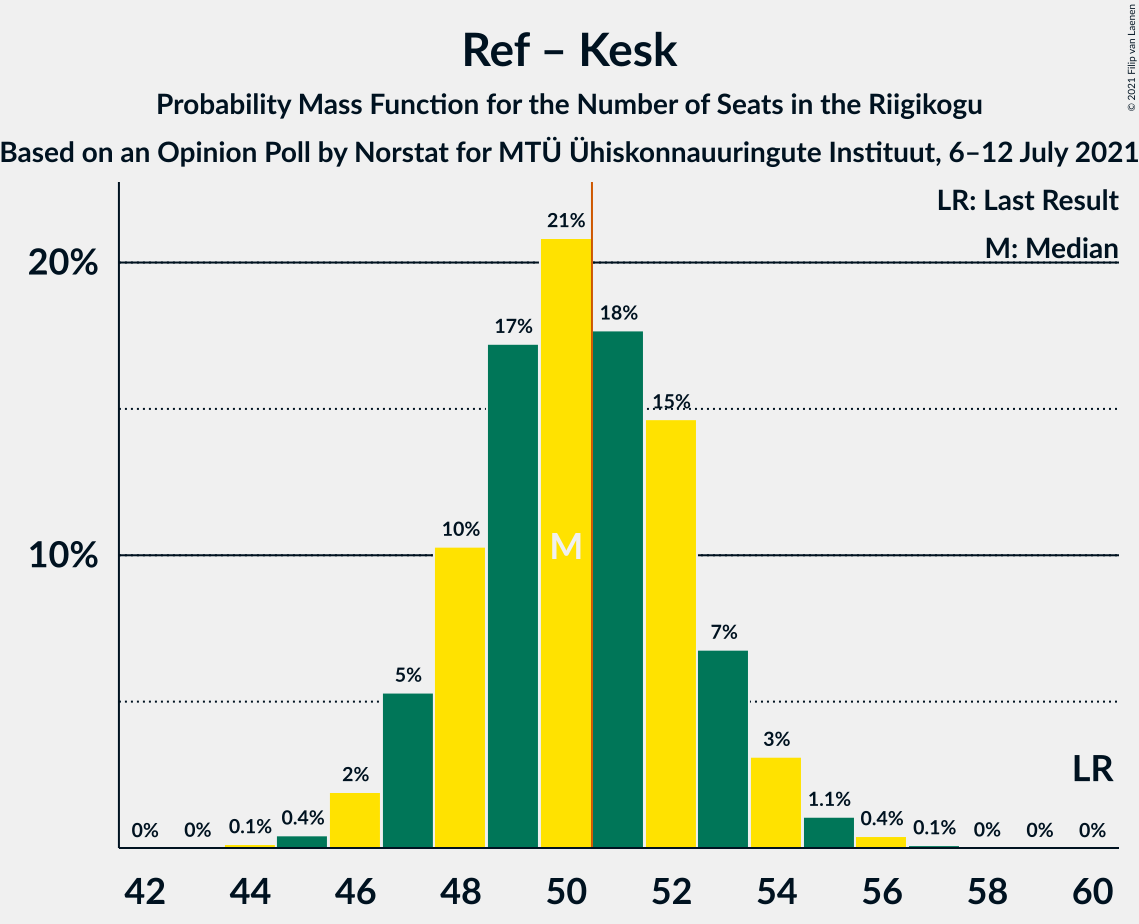 Ref – Kesk
Probability Mass Function for the Number of Seats in the Riigikogu
Based on an Opinion Poll by Norstat for MTÜ Ühiskonnauuringute Instituut, 6–12 July 2021
© 2021 Filip van Laenen
LR: Last Result
M: Median
20%
10%
0% 0% 0.1% 0.4% 2% 5% 10% 17% 21% 18% 15% 7% 3% 1.1% 0.4% 0.1% 0% 0% 0%
M
LR
42 44 46 48 50 52 54 56 58 60